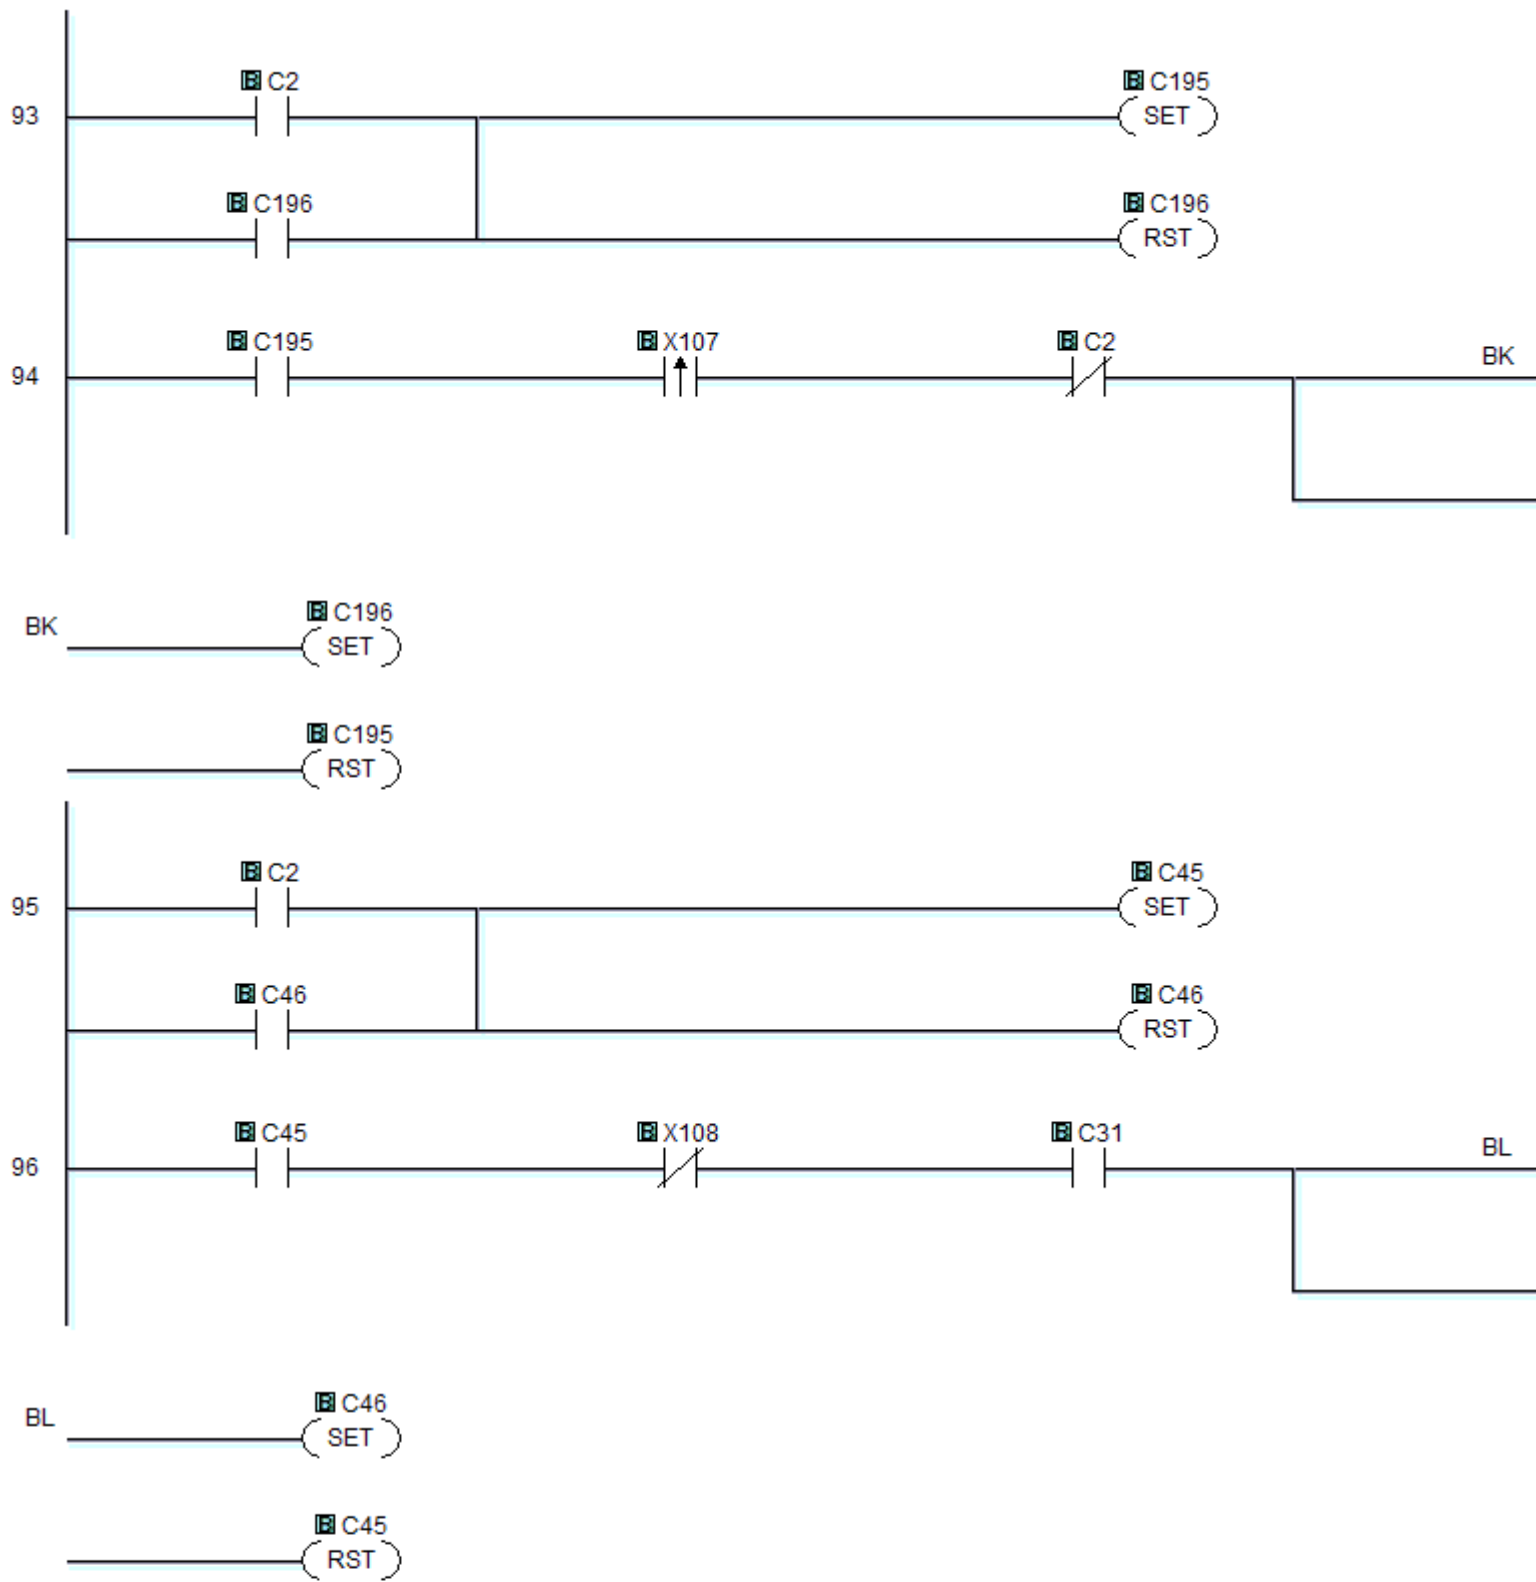 B C2 B C195
93 SET
B C196 B C196
RST
B C195 B X107 B C2 BK
94
B C196
BK SET
B C195
RST
B C2 B C45
95 SET
B C46 B C46
RST
B C45 B X108 B C31 BL
96
B C46
BL SET
B C45
RST